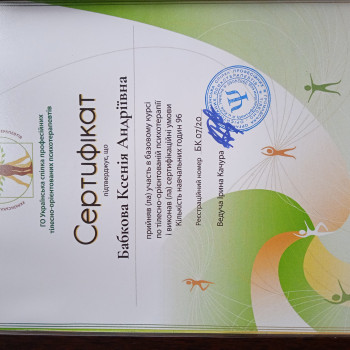 ГО Українська спілка професійних
тілесно-орієнтованих психотерапевтів
Сертифікат
підтверджує, що
Бабкова Ксенія Андріївна
прийняв (ла) участь в базовому курсі
по тілесно-орієнтованій психотерапії
і виконав (ла) сертифікаційні умови
Кількість навчальних годин 96
Реєстраційний номер БК 07/20
Ведуча Ірина Качура